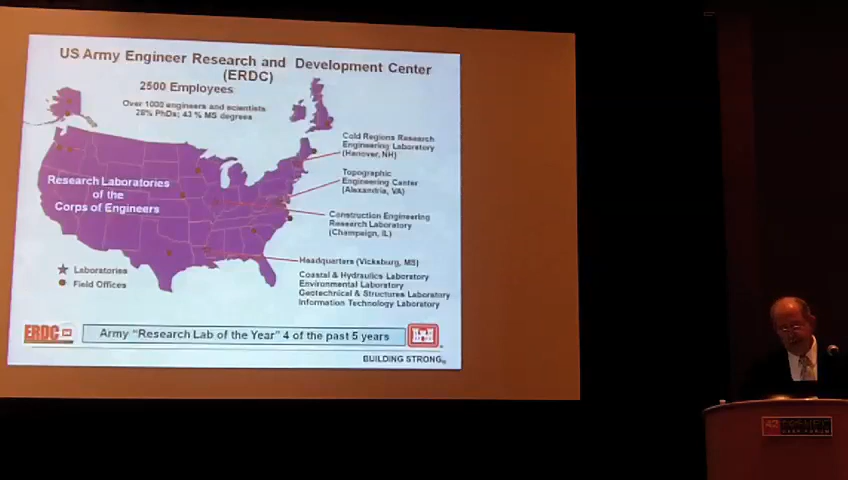 US Army Engineer Research and Development Center
(ERDC)
2500 Employees
Over 1000 engineers and scientists
28% PhDs; 43 % MS degrees
Cold Regions Research
Engineering Laboratory
(Hanover, NH)
Topographic
Engineering Center
(Alexandria, VA)
Research Laboratories
of the
Corps of Engineers
Construction Engineering
Research Laboratory
(Champaign, IL)
Headquarters (Vicksburg, MS)
Coastal & Hydraulics Laboratory
Environmental Laboratory
Geotechnical & Structures Laboratory
Information Technology Laboratory
Laboratories
Field Offices
ERDC
Army "Research Lab of the Year" 4 of the past 5 years
BUILDING STRONG®
42
USER FORUM